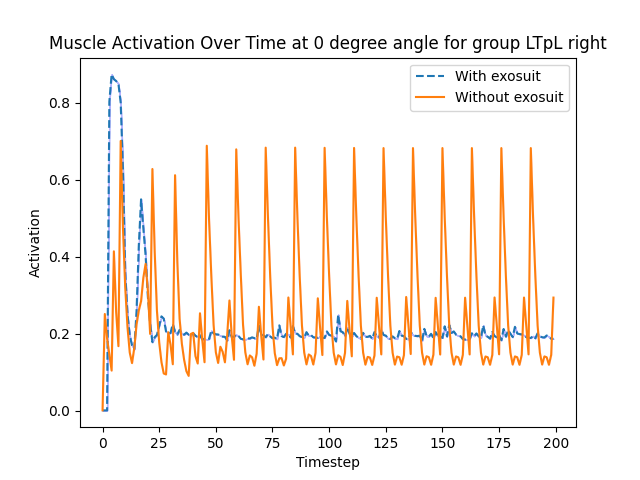 Muscle Activation Over Time at 0 degree angle for group LTpL right
With exosuit
Without exosuit
Activation
0.8
0.6
0.4
0.2
0.0
0 25 50 75 100 125 150 175 200
Timestep